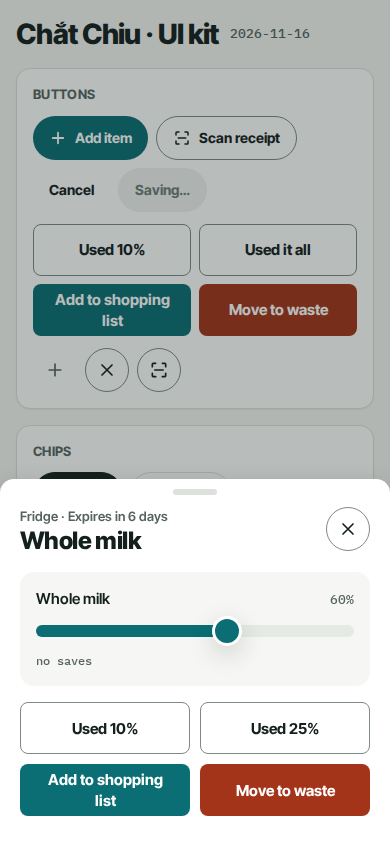 Chắt Chiu · UI kit 2026-11-16
BUTTONS
Add item Scan receipt
Cancel Saving...
Used 10% Used it all
Add to shopping
list
Move to waste
CHIPS
Fridge · Expires in 6 days
Whole milk
Whole milk 60%
no saves
Used 10% Used 25%
Add to shopping
list
Move to waste